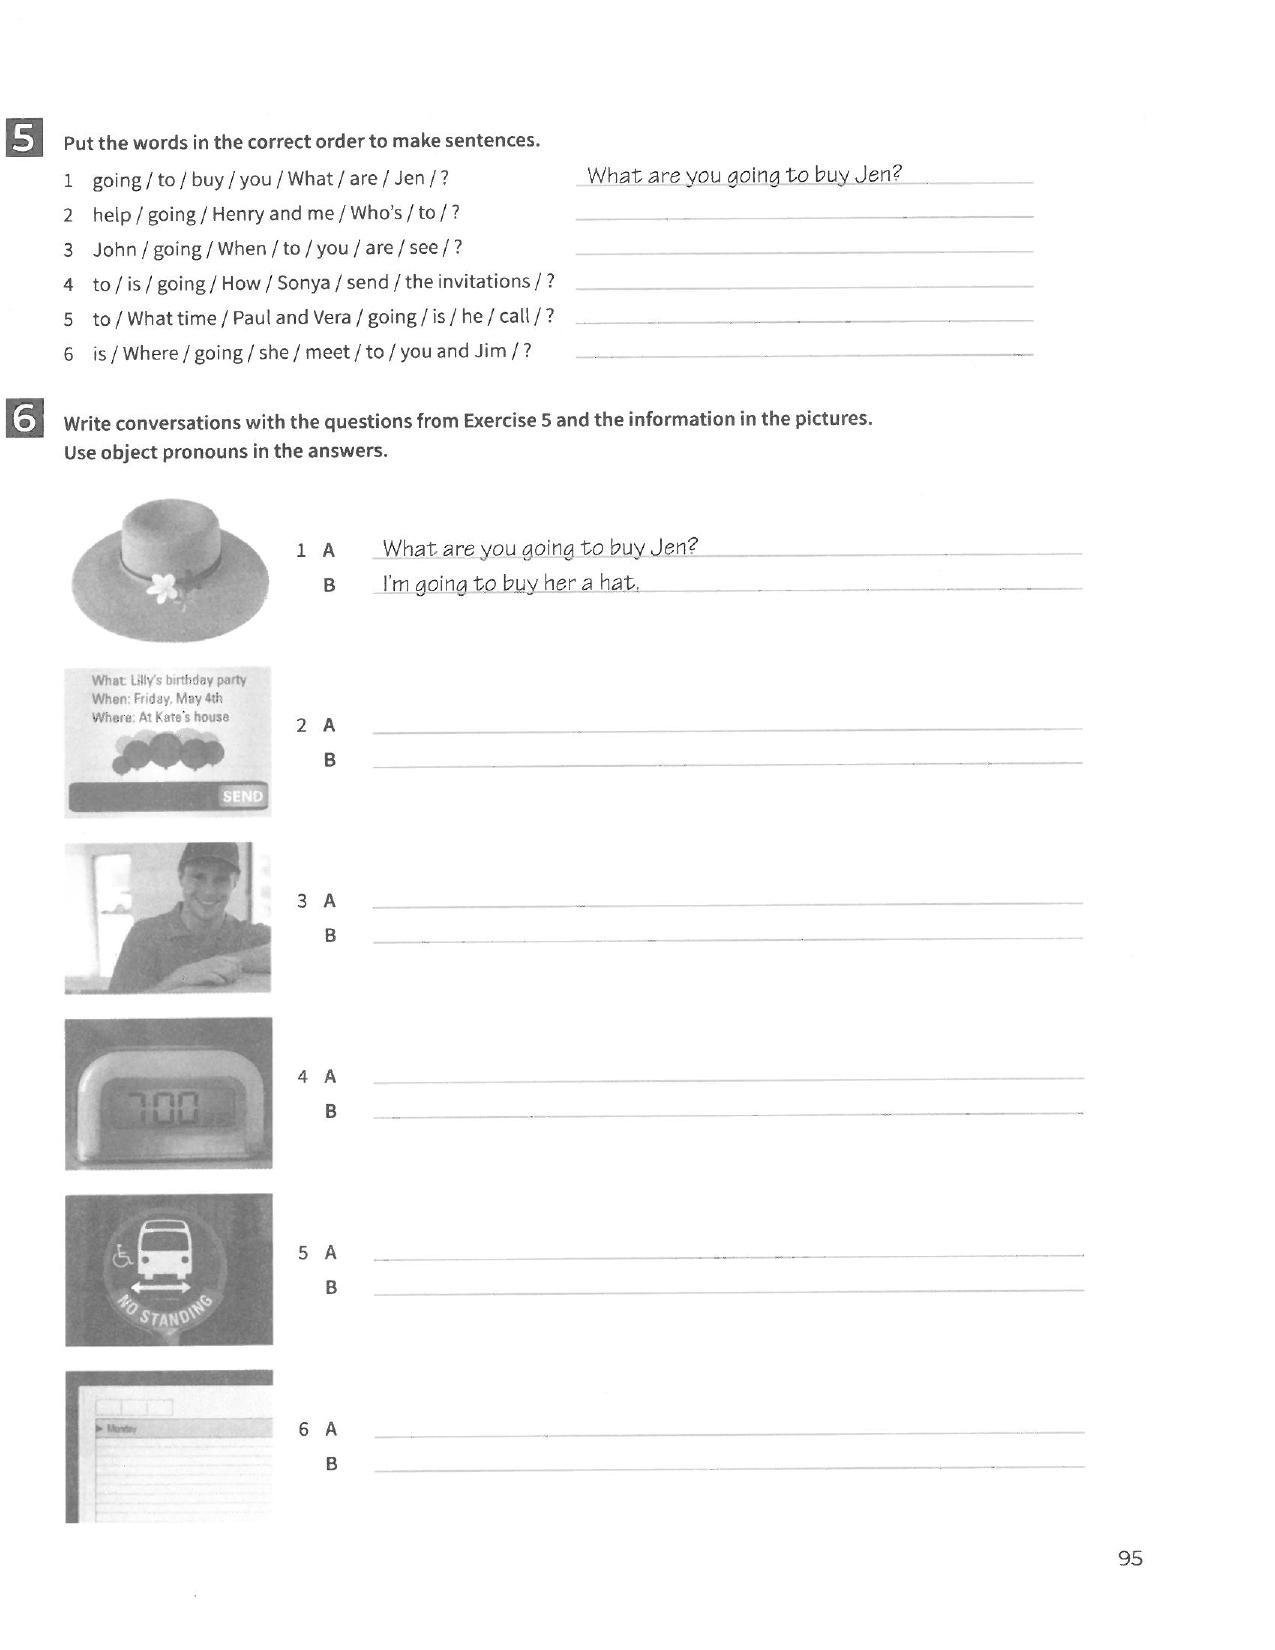 5 Put the words in the correct order to make sentences.
1 going / to / buy / you / What / are / Jen / ? What are you going to buy Jen?
2 help / going / Henry and me / Who's / to / ?
3 John / going / When / to / you / are / see / ?
4 to / is / going / How / Sonya / send / the invitations / ?
5 to / What time / Paul and Vera / going / is / he / call / ?
6 is / Where / going / she / meet / to / you and Jim / ?
6 Write conversations with the questions from Exercise 5 and the information in the pictures.
Use object pronouns in the answers.
1 A What are you going to buy Jen?
B I'm going to buy her a hat.
What: Lilly's birthday party
When: Friday, May 4th
Where: At Kate's house
SEND
2 A
B
3 A
B
7:00
4 A
B
NO STANDING
5 A
B
Monday
6 A
B
95